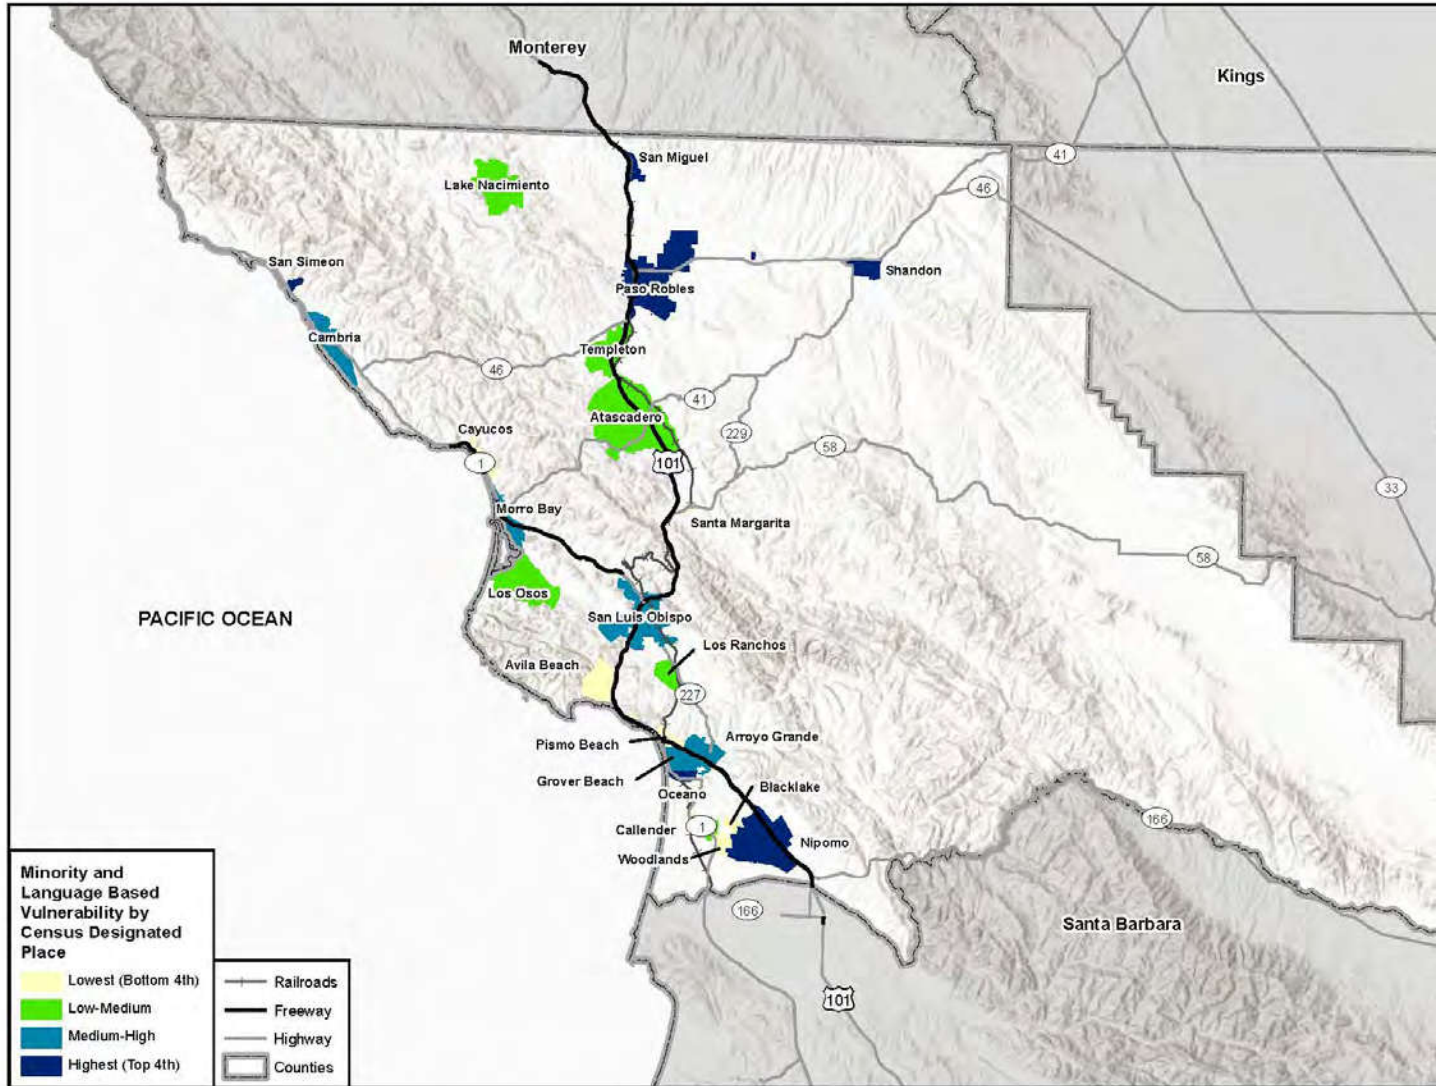 Monterey
Kings
41
San Miguel
46
Lake Nacimiento
San Simeon
Shandon
Paso Robles
Cambria
Templeton
46
41
Atascadero
Cayucos
229
58
1
101
33
Morro Bay
Santa Margarita
58
Los Osos
PACIFIC OCEAN
San Luis Obispo
Los Ranchos
Avila Beach
227
Pismo Beach
Arroyo Grande
Grover Beach
Blacklake
Oceano
166
Callender
1
Nipomo
Woodlands
166
Santa Barbara
101
Minority and
Language Based
Vulnerability by
Census Designated
Place
Lowest (Bottom 4th)
Low-Medium
Medium-High
Highest (Top 4th)
Railroads
Freeway
Highway
Counties